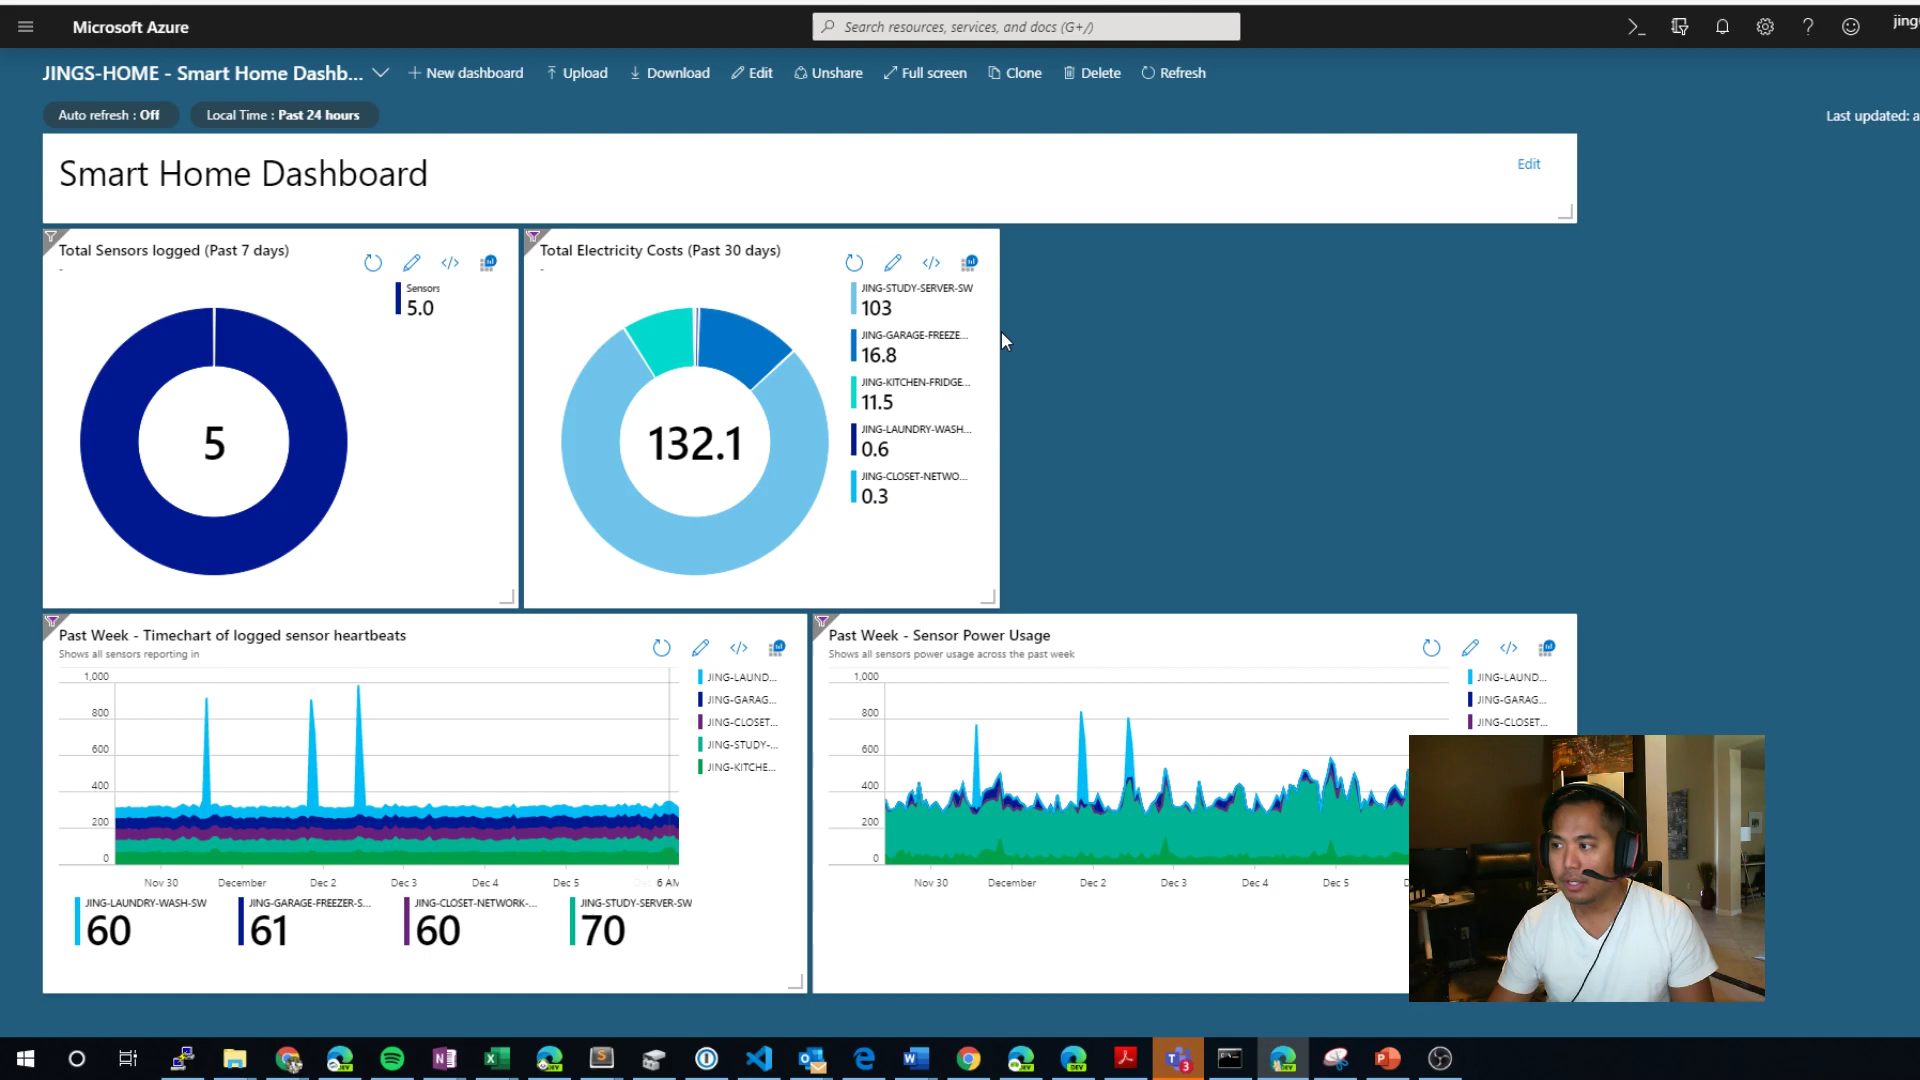 Microsoft Azure
Search resources, services, and docs (G+/)
jing
JINGS-HOME - Smart Home Dashb...
New dashboard
Upload
Download
Edit
Unshare
Full screen
Clone
Delete
Refresh
Auto refresh : Off
Local Time : Past 24 hours
Last updated: a
Smart Home Dashboard
Edit
Total Sensors logged (Past 7 days)
-
Sensors
5.0
5
Total Electricity Costs (Past 30 days)
-
JING-STUDY-SERVER-SW
103
JING-GARAGE-FREEZE...
16.8
JING-KITCHEN-FRIDGE...
11.5
JING-LAUNDRY-WASH...
0.6
JING-CLOSET-NETWO...
0.3
132.1
Past Week - Timechart of logged sensor heartbeats
Shows all sensors reporting in
1,000
800
600
400
200
0
Nov 30
December
Dec 2
Dec 3
Dec 4
Dec 5
6 AM
JING-LAUND...
JING-GARAG...
JING-CLOSET...
JING-STUDY-...
JING-KITCHE...
JING-LAUNDRY-WASH-SW
60
JING-GARAGE-FREEZER-S...
61
JING-CLOSET-NETWORK-...
60
JING-STUDY-SERVER-SW
70
Past Week - Sensor Power Usage
Shows all sensors power usage across the past week
1,000
800
600
400
200
0
Nov 30
December
Dec 2
Dec 3
Dec 4
Dec 5
JING-LAUND...
JING-GARAG...
JING-CLOSET...